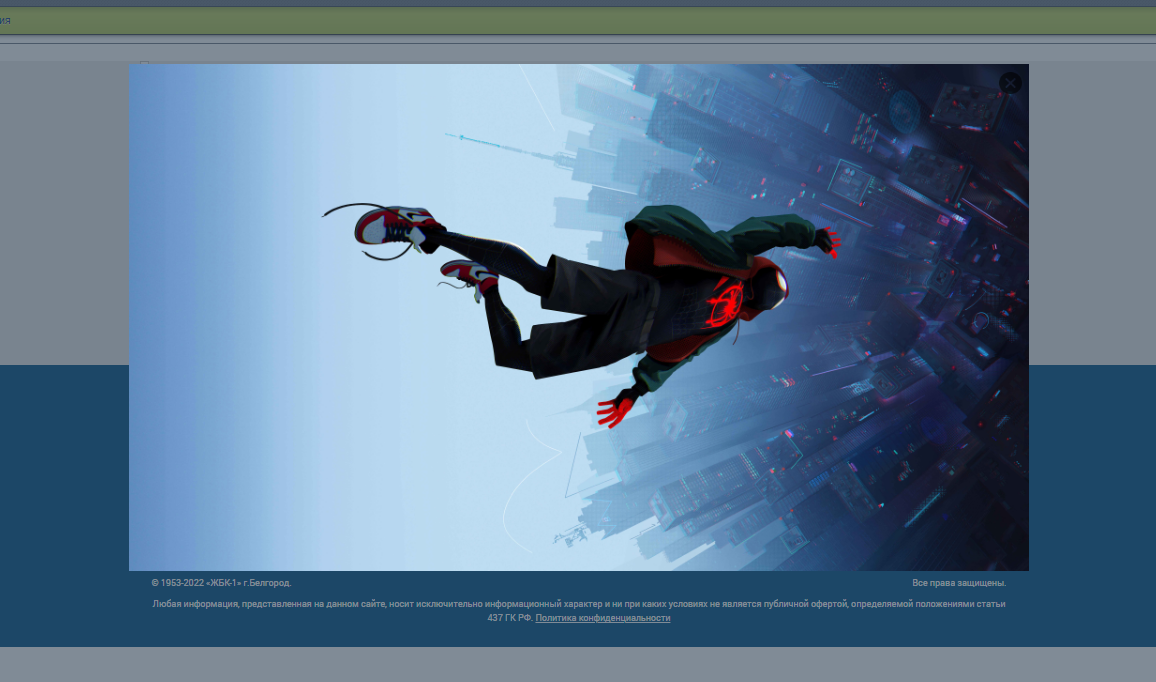 ия
© 1953-2022 «ЖБК-1» г.Белгород.
Все права защищены.
Любая информация, представленная на данном сайте, носит исключительно информационный характер и ни при каких условиях не является публичной офертой, определяемой положениями статьи
437 ГК РФ. Политика конфиденциальности